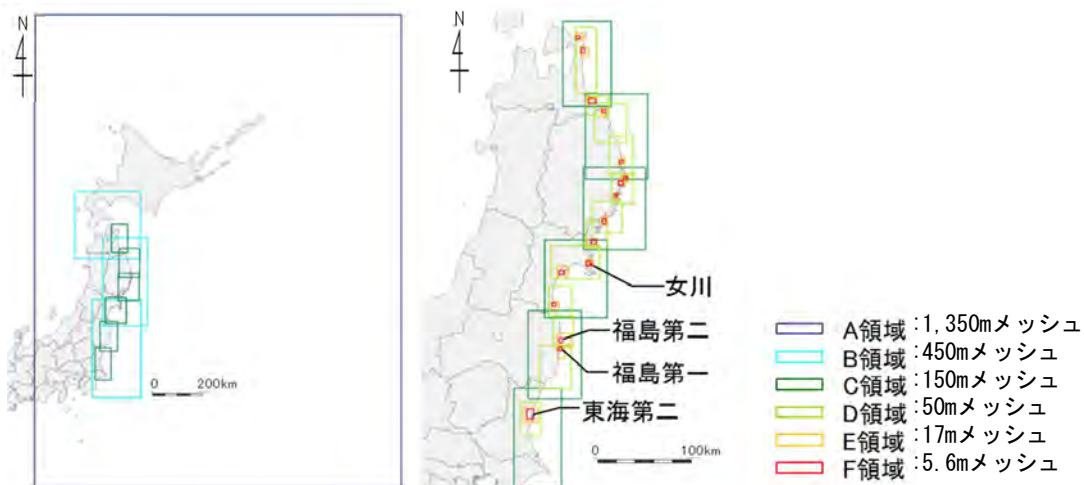 N
0 200km
N
女川
福島第二
福島第一
東海第二
0 100km
A領域:1,350mメッシュ
B領域:450mメッシュ
C領域:150mメッシュ
D領域:50mメッシュ
E領域:17mメッシュ
F領域:5.6mメッシュ